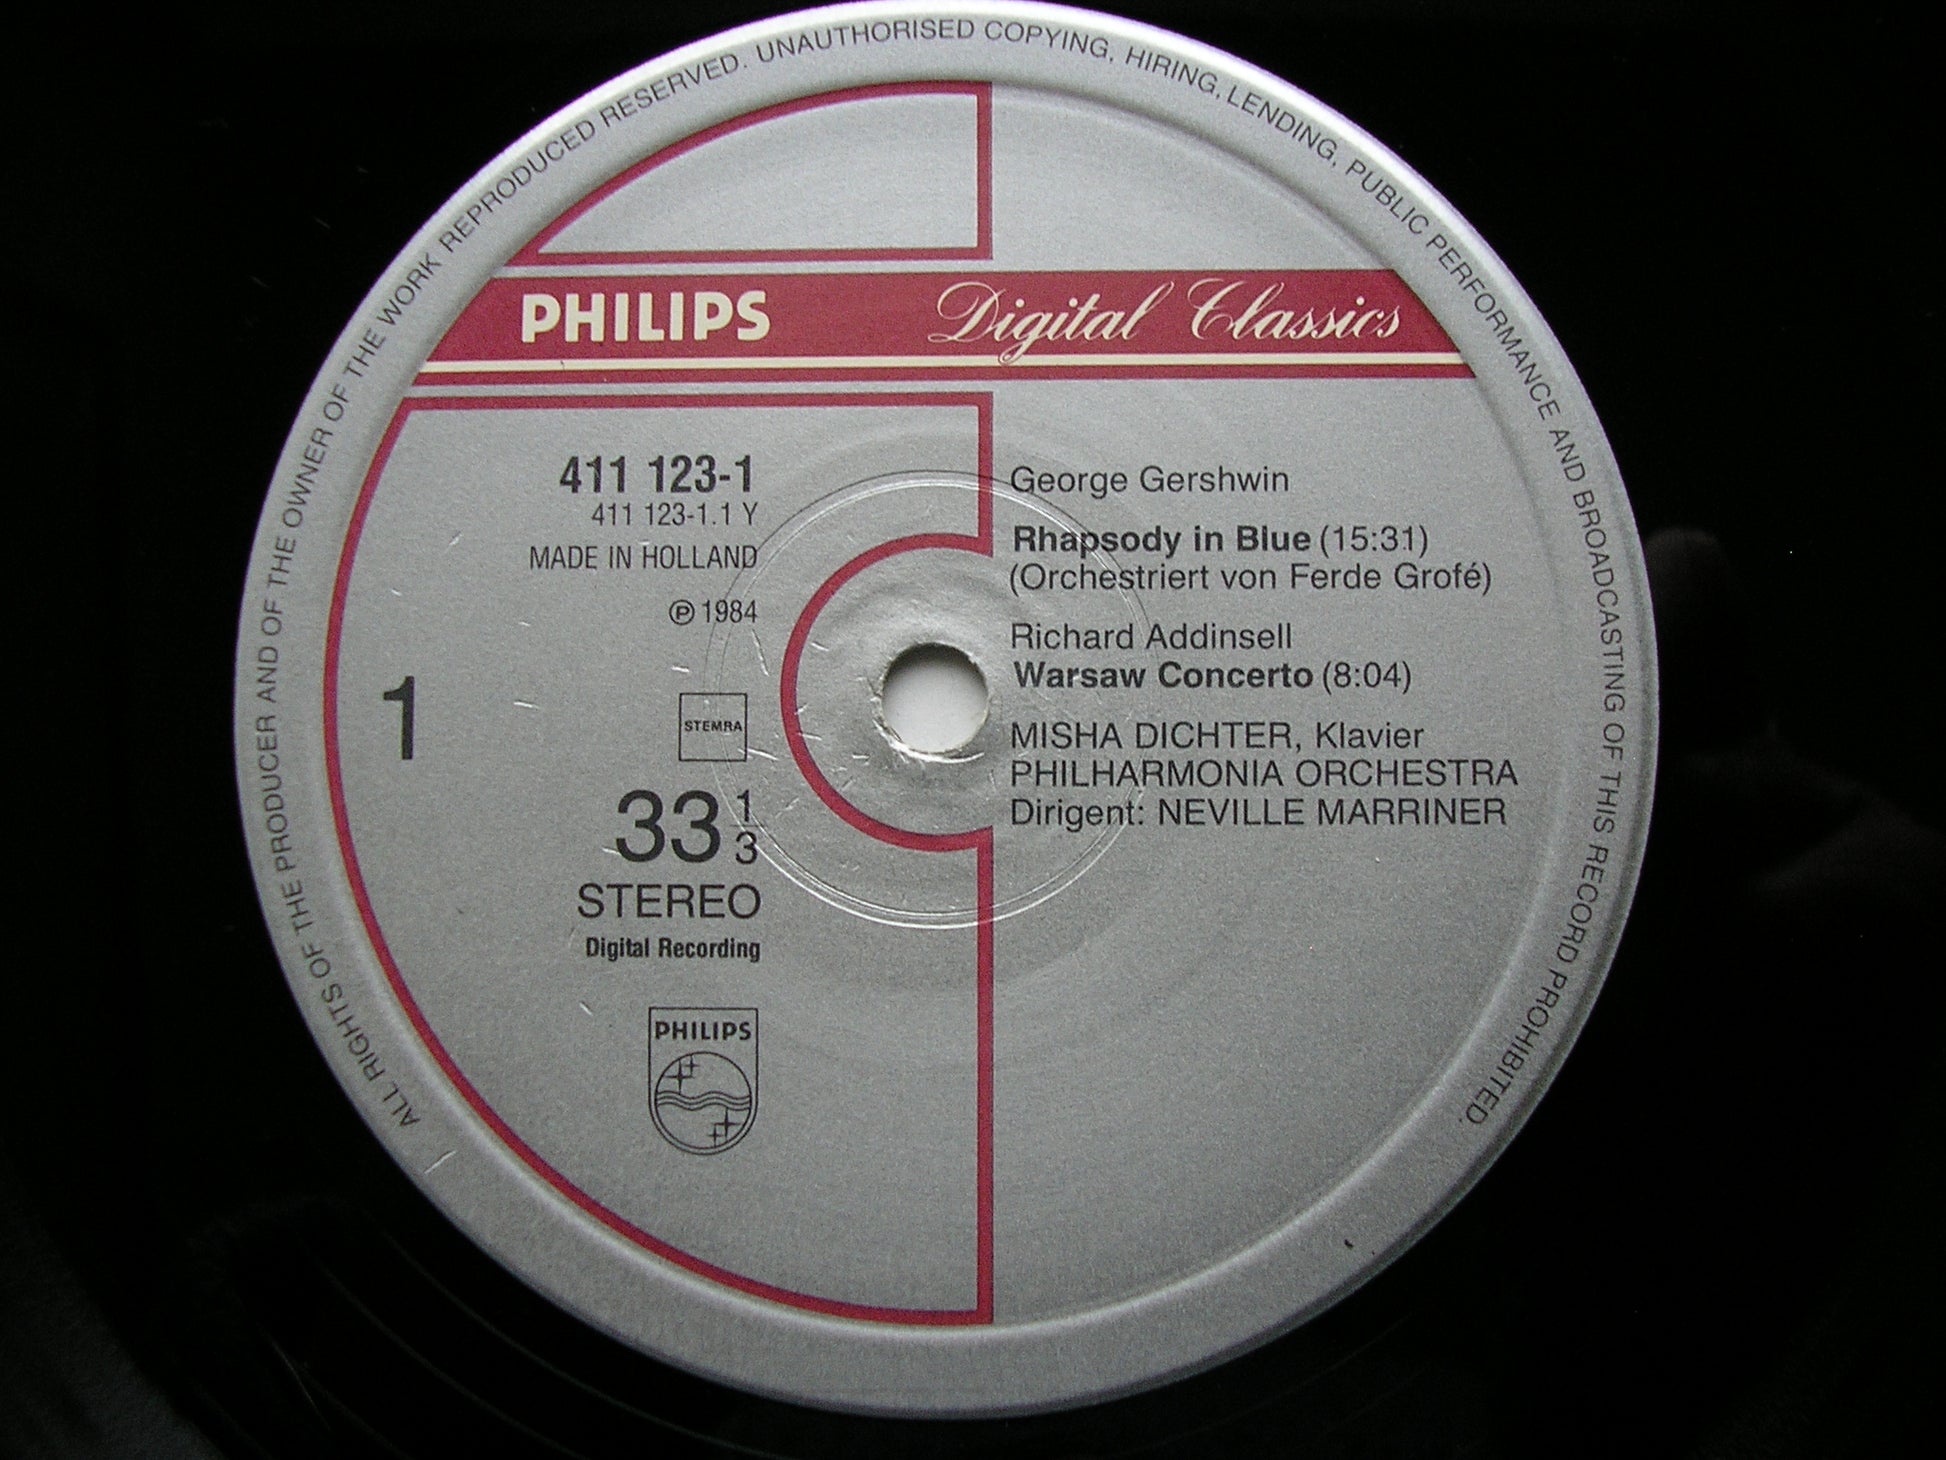 ALL RIGHTS OF THE PRODUCER AND OF THE OWNER OF THE WORK REPRODUCED RESERVED. UNAUTHORISED COPYING, HIRING, LENDING, PUBLIC PERFORMANCE AND BROADCASTING OF THIS RECORD PROHIBITED.
PHILIPS Digital Classics
411 123-1
411 123-1.1 Y
MADE IN HOLLAND
℗ 1984
1
STEMRA
33 1/3
STEREO
Digital Recording
PHILIPS
George Gershwin
Rhapsody in Blue (15:31)
(Orchestriert von Ferde Grofé)
Richard Addinsell
Warsaw Concerto (8:04)
MISHA DICHTER, Klavier
PHILHARMONIA ORCHESTRA
Dirigent: NEVILLE MARRINER